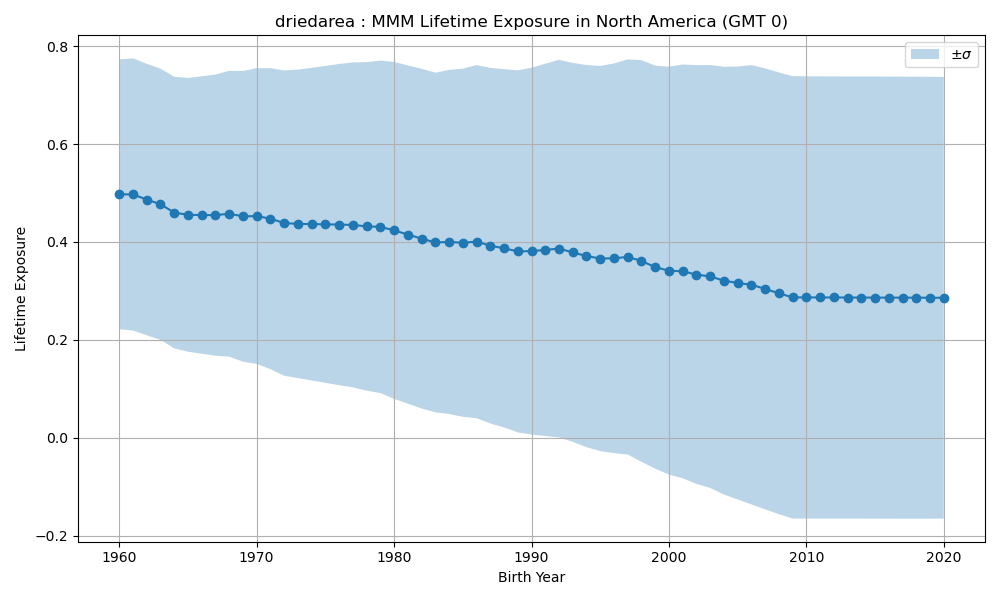 driedarea : MMM Lifetime Exposure in North America (GMT 0)
±σ
Lifetime Exposure
0.8
0.6
0.4
0.2
0.0
−0.2
1960 1970 1980 1990 2000 2010 2020
Birth Year